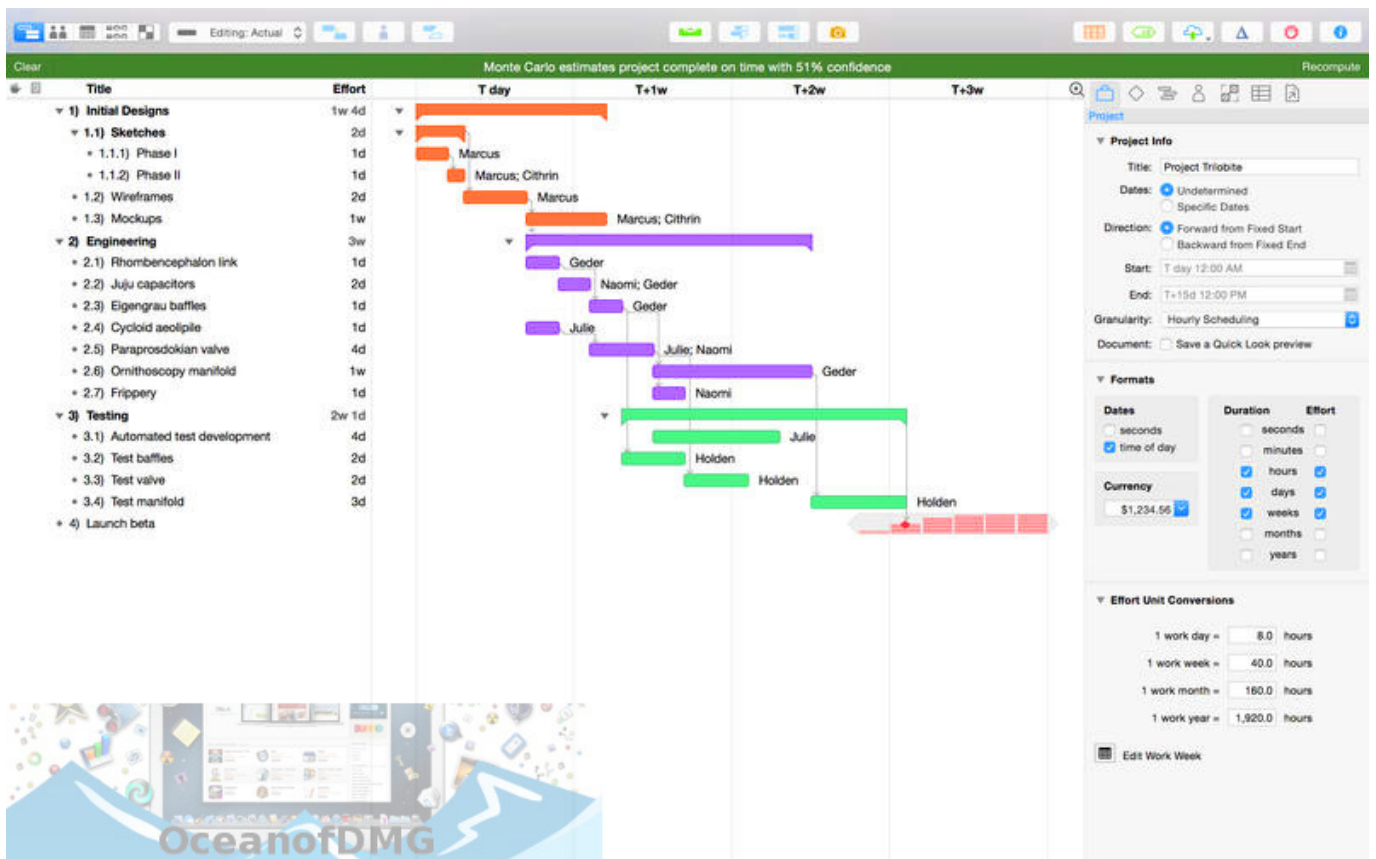 Editing: Actual
Clear
Monte Carlo estimates project complete on time with 51% confidence
Recompute
Title Effort T day T+1w T+2w T+3w
1) Initial Designs 1w 4d
1.1) Sketches 2d
1.1.1) Phase I 1d Marcus
1.1.2) Phase II 1d Marcus; Cithrin
1.2) Wireframes 2d Marcus
1.3) Mockups 1w Marcus; Cithrin
2) Engineering 3w
2.1) Rhombencephalon link 1d Geder
2.2) Juju capacitors 2d Naomi; Geder
2.3) Eigengrau baffles 1d Geder
2.4) Cycloid aeolipile 1d Julie
2.5) Paraprosdokian valve 4d Julie; Naomi
2.6) Ornithoscopy manifold 1w Geder
2.7) Frippery 1d Naomi
3) Testing 2w 1d
3.1) Automated test development 4d Julie
3.2) Test baffles 2d Holden
3.3) Test valve 2d Holden
3.4) Test manifold 3d Holden
4) Launch beta
Project
Project Info
Title: Project Trilobite
Dates: Undetermined
Specific Dates
Direction: Forward from Fixed Start
Backward from Fixed End
Start: T day 12:00 AM
End: T+15d 12:00 PM
Granularity: Hourly Scheduling
Document: Save a Quick Look preview
Formats
Dates
seconds
time of day
Currency
$1,234.56
Duration Effort
seconds
minutes
hours
days
weeks
months
years
Effort Unit Conversions
1 work day = 8.0 hours
1 work week = 40.0 hours
1 work month = 160.0 hours
1 work year = 1,920.0 hours
Edit Work Week
OceanofDMG